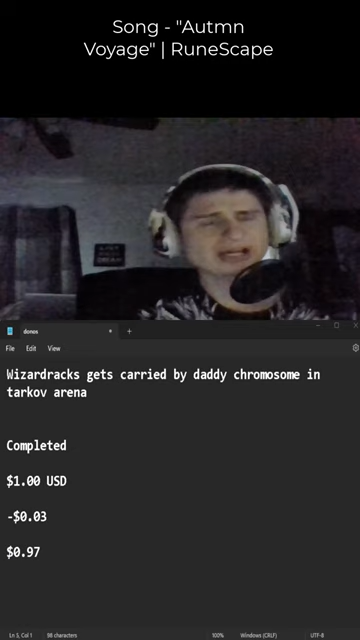 Song - "Autmn
Voyage" | RuneScape
donos
File Edit View
Wizardracks gets carried by daddy chromosome in
tarkov arena
Completed
$1.00 USD
-$0.03
$0.97
Ln 5, Col 1 98 characters 100% Windows (CRLF) UTF-8